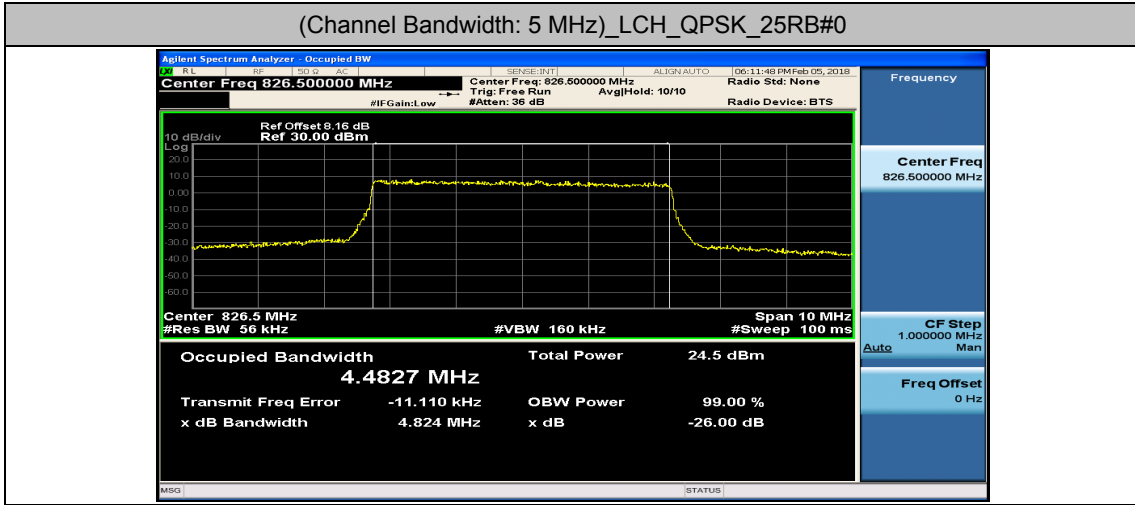 (Channel Bandwidth: 5 MHz)_LCH_QPSK_25RB#0
Agilent Spectrum Analyzer - Occupied BW
LXI RL RF 50 Ω AC SENSE:INT ALIGN AUTO 06:11:48 PM Feb 05, 2018
Center Freq 826.500000 MHz
Center Freq: 826.500000 MHz
Radio Std: None
Trig: Free Run Avg|Hold: 10/10
#IFGain:Low
#Atten: 36 dB
Radio Device: BTS
Frequency
Ref Offset 8.16 dB
10 dB/div Ref 30.00 dBm
Log
20.0
10.0
0.00
-10.0
-20.0
-30.0
-40.0
-50.0
-60.0
Center Freq
826.500000 MHz
Center 826.5 MHz Span 10 MHz
#Res BW 56 kHz #VBW 160 kHz #Sweep 100 ms
CF Step
1.000000 MHz
Auto Man
Occupied Bandwidth Total Power 24.5 dBm
4.4827 MHz
Transmit Freq Error -11.110 kHz OBW Power 99.00 %
x dB Bandwidth 4.824 MHz x dB -26.00 dB
Freq Offset
0 Hz
MSG STATUS